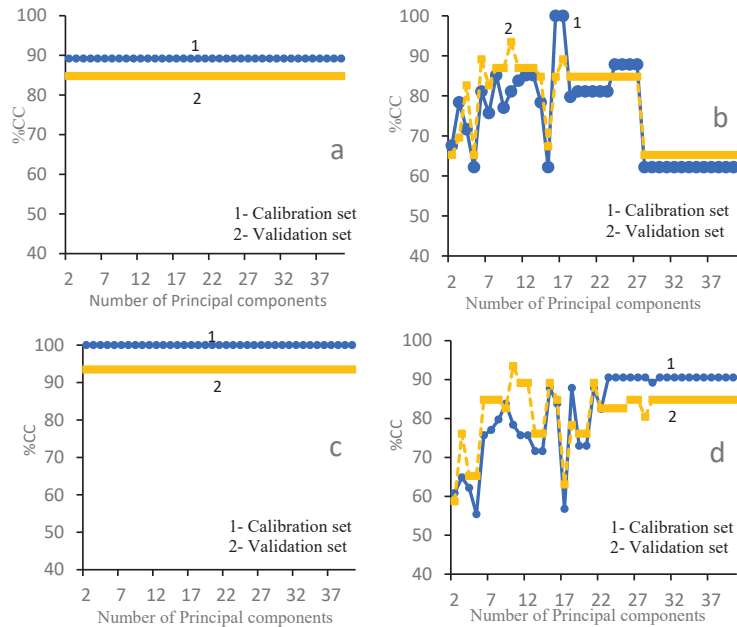 100
90
80
70
60
50
40
%CC
1
2
a
1- Calibration set
2- Validation set
2 7 12 17 22 27 32 37
Number of Principal components
100
90
80
70
60
50
40
%CC
2
1
b
1- Calibration set
2- Validation set
2 7 12 17 22 27 32 37
Number of Principal components
100
90
80
70
60
50
40
%CC
1
2
c
1- Calibration set
2- Validation set
2 7 12 17 22 27 32 37
Number of Principal components
100
90
80
70
60
50
40
%CC
1
2
d
1- Calibration set
2- Validation set
2 7 12 17 22 27 32 37
Number of Principal components